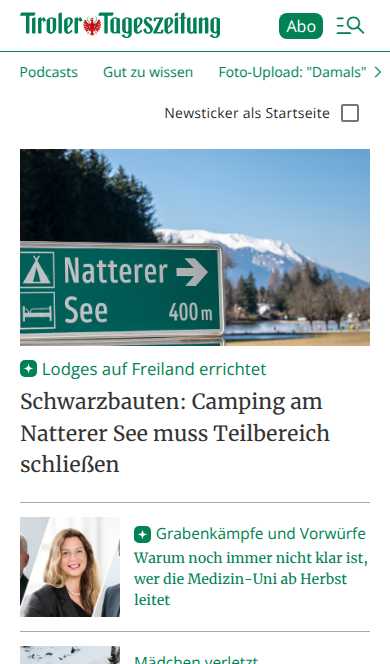 Tiroler Tageszeitung
Abo
Podcasts Gut zu wissen Foto-Upload: "Damals"
Newsticker als Startseite
Natterer
See 400 m
Lodges auf Freiland errichtet
Schwarzbauten: Camping am
Natterer See muss Teilbereich
schließen
Grabenkämpfe und Vorwürfe
Warum noch immer nicht klar ist,
wer die Medizin-Uni ab Herbst
leitet
Mädchen verletzt